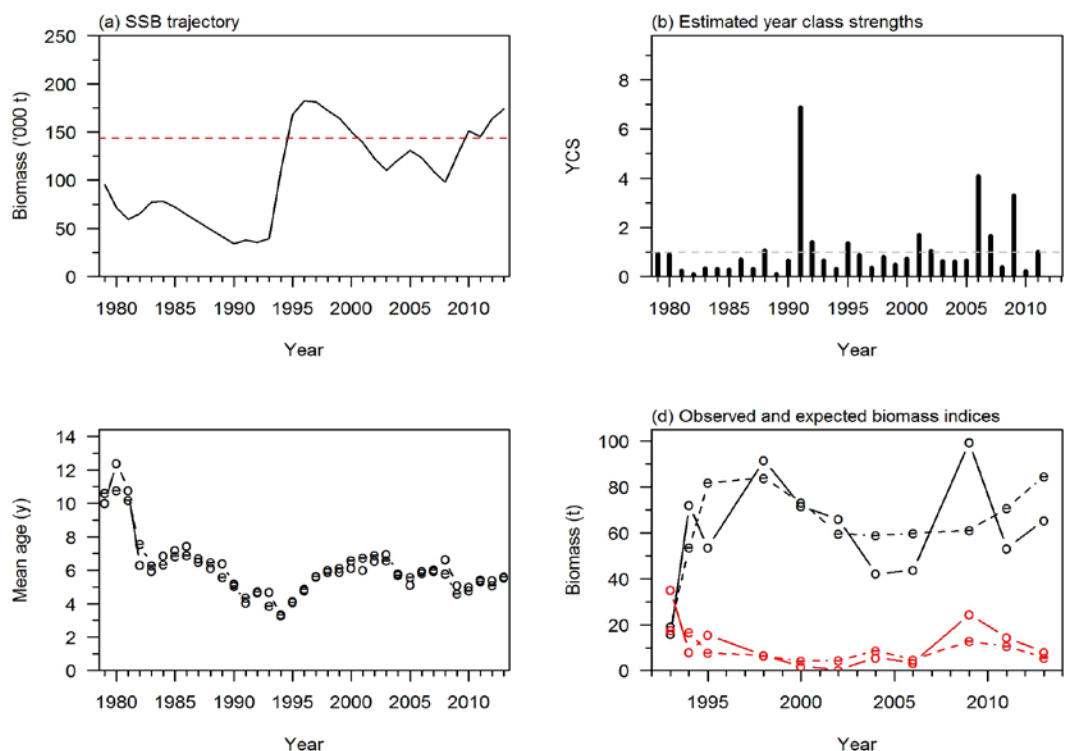 (a) SSB trajectory
250
200
150
100
50
0
Biomass ('000 t)
1980 1985 1990 1995 2000 2005 2010
Year
(b) Estimated year class strengths
8
6
4
2
0
YCS
1980 1985 1990 1995 2000 2005 2010
Year
14
12
10
8
6
4
2
0
Mean age (y)
1980 1985 1990 1995 2000 2005 2010
Year
(d) Observed and expected biomass indices
100
80
60
40
20
0
Biomass (t)
1995 2000 2005 2010
Year